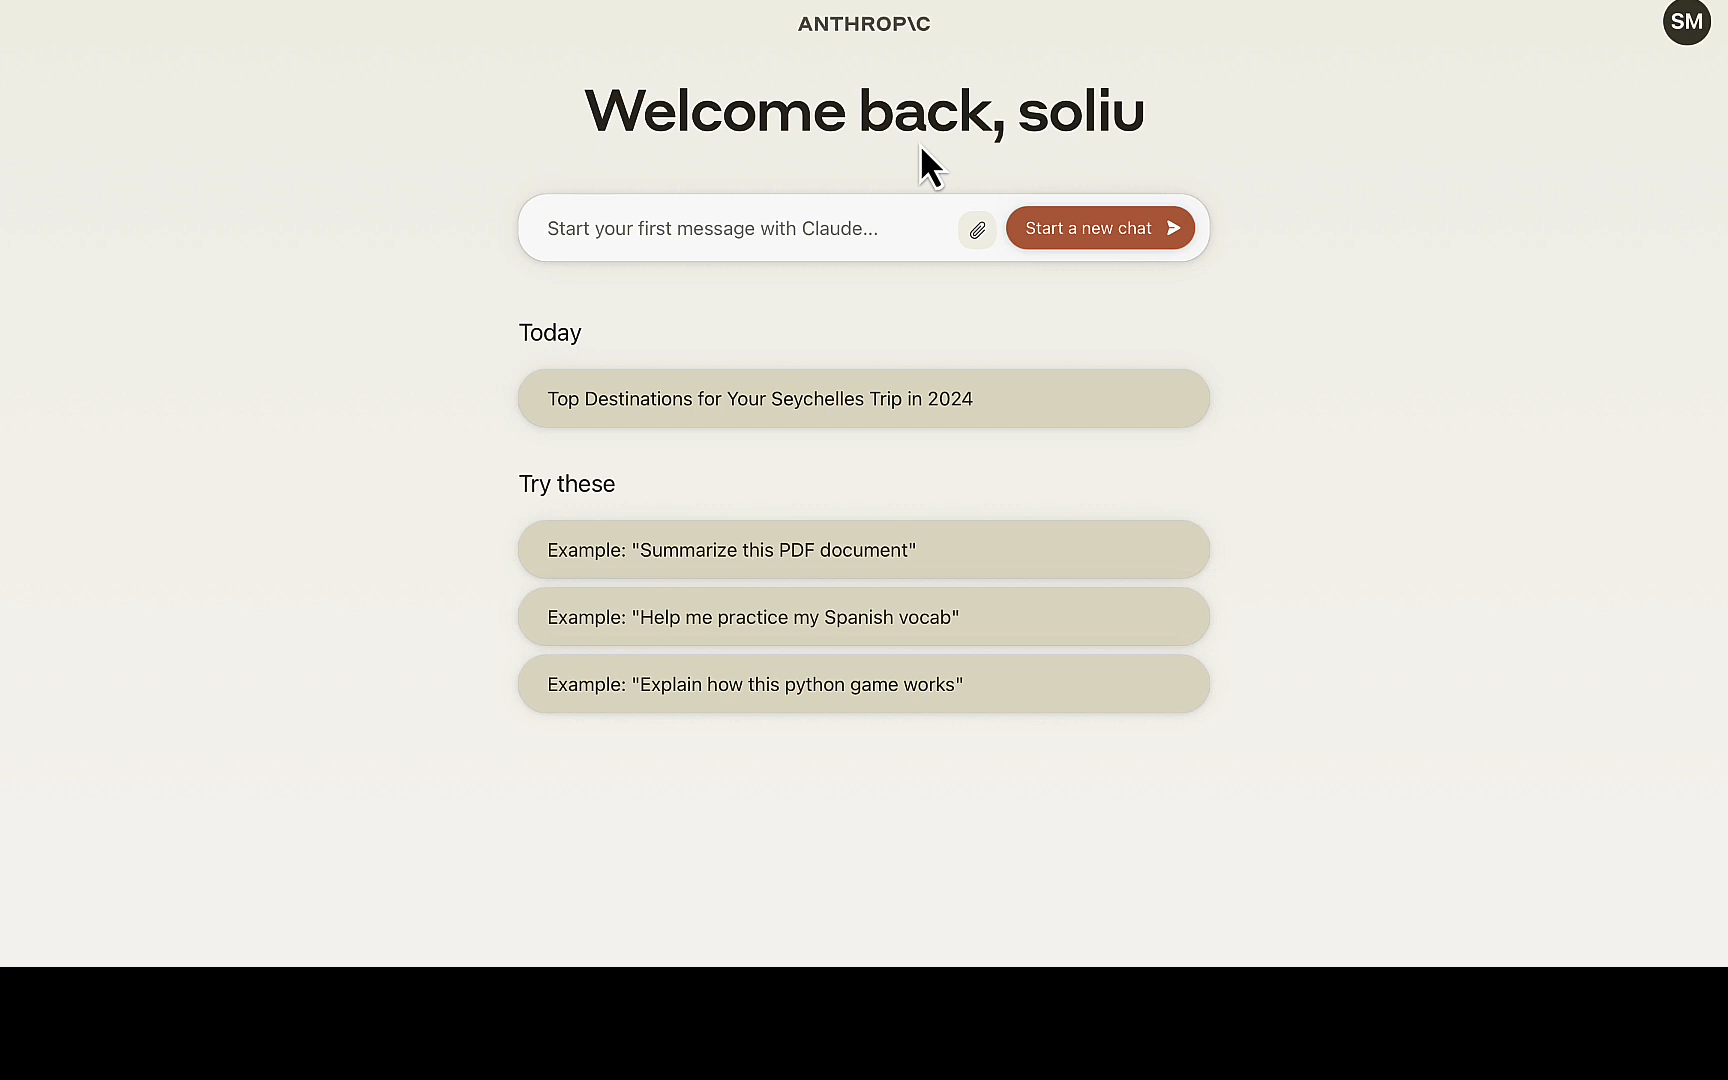 ANTHROP\C
SM
Welcome back, soliu
Start your first message with Claude...
Start a new chat
Today
Top Destinations for Your Seychelles Trip in 2024
Try these
Example: "Summarize this PDF document"
Example: "Help me practice my Spanish vocab"
Example: "Explain how this python game works"